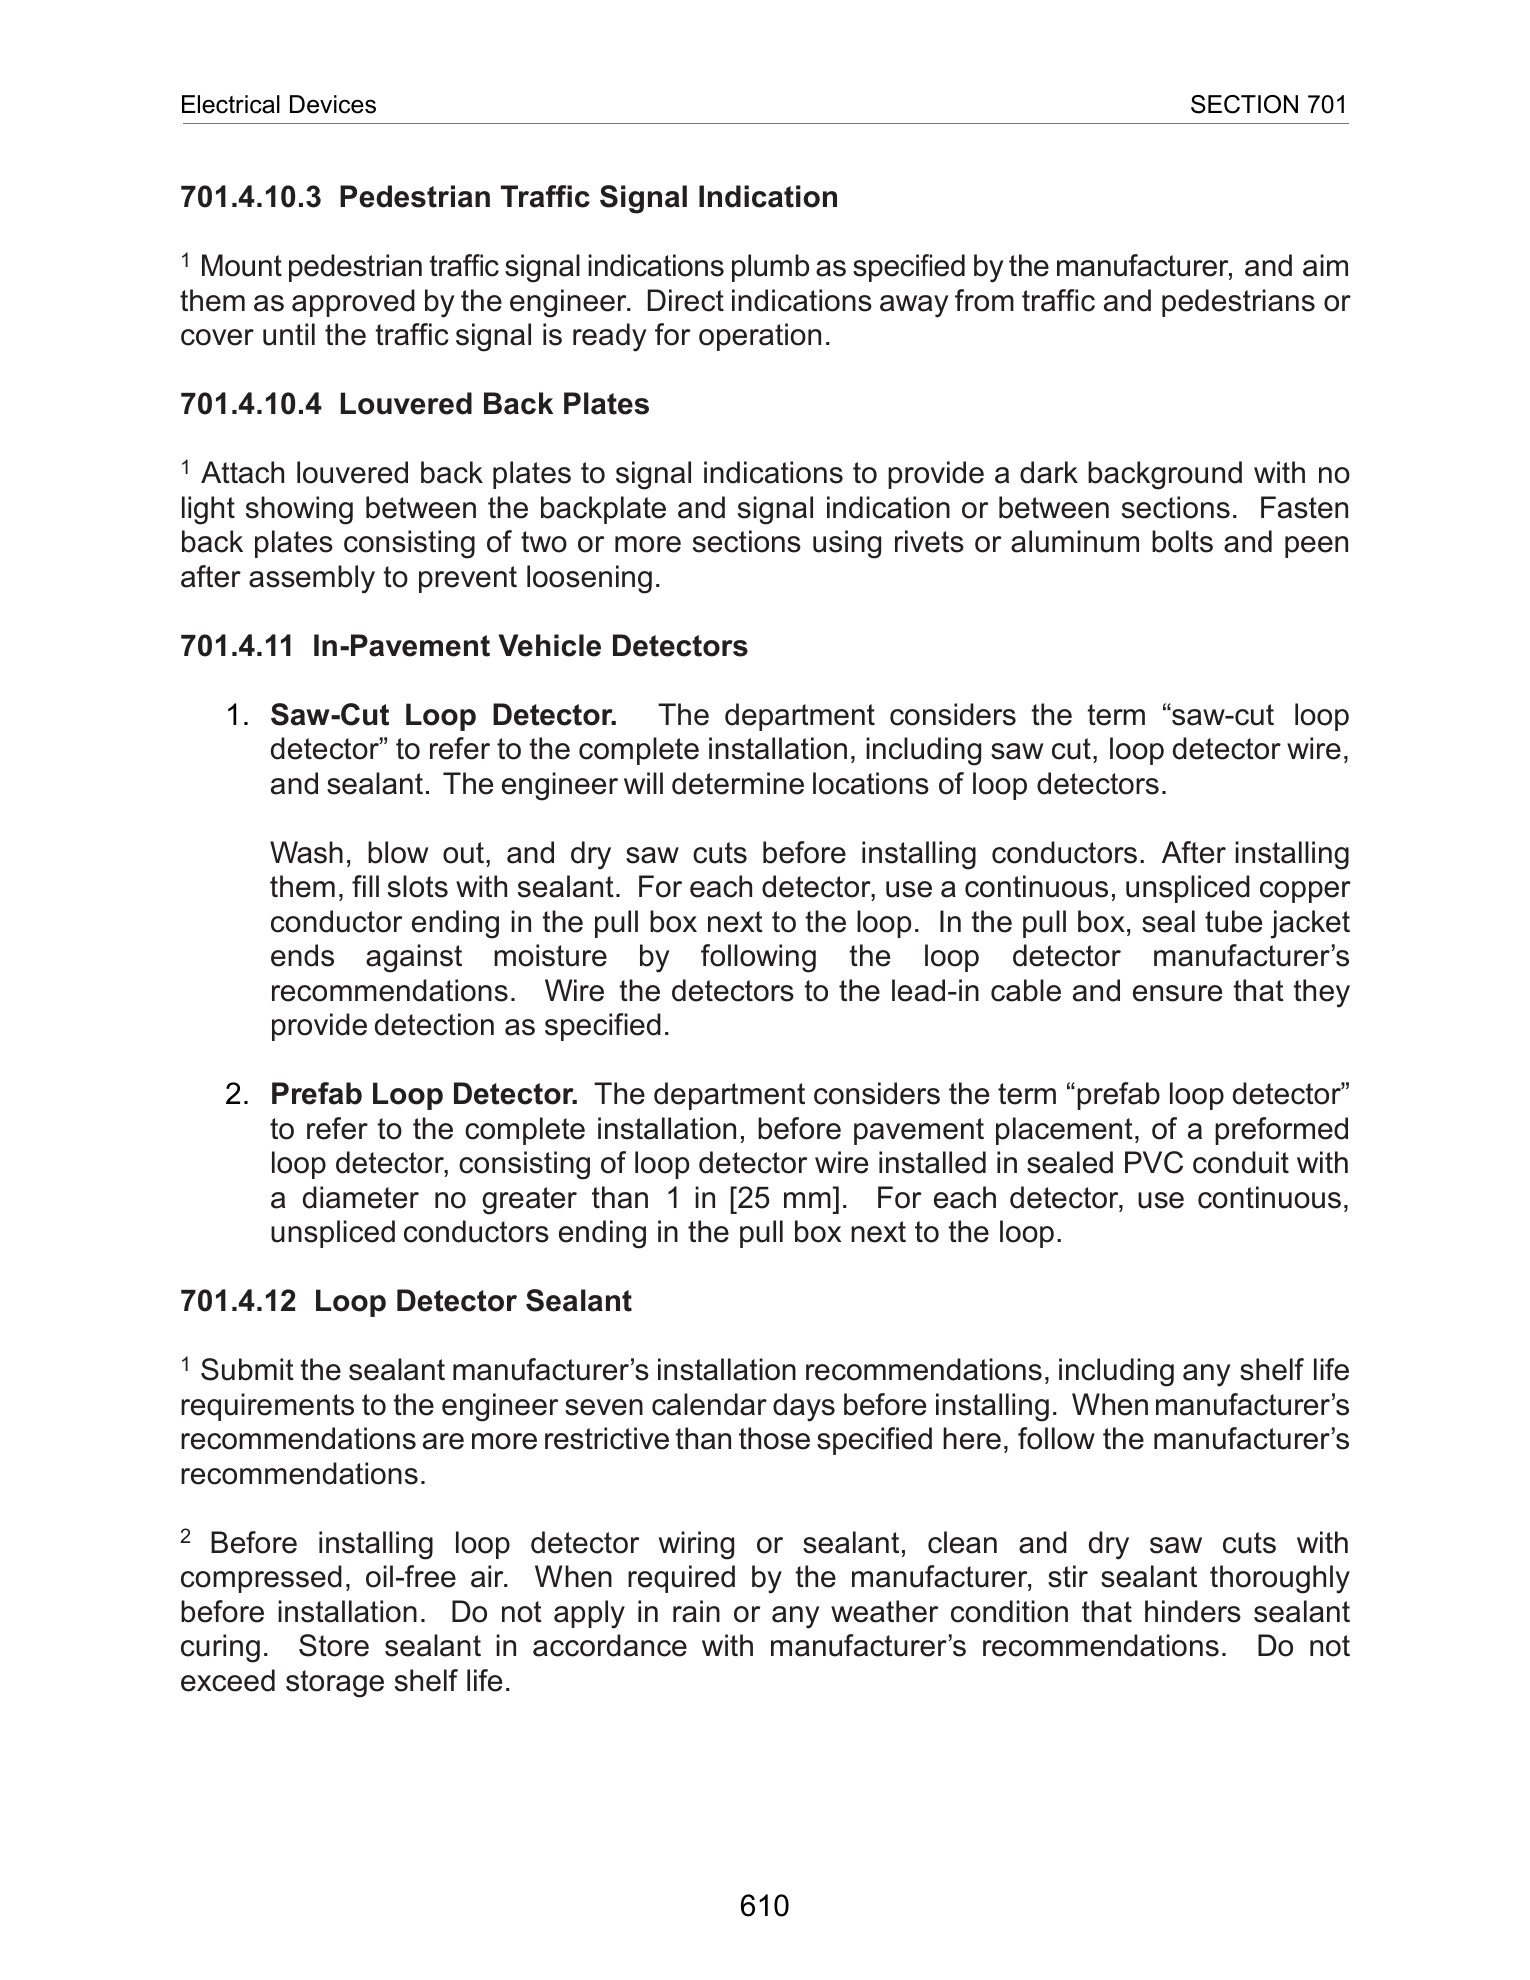 Electrical Devices SECTION 701
701.4.10.3 Pedestrian Traffic Signal Indication
1 Mount pedestrian traffic signal indications plumb as specified by the manufacturer, and aim
them as approved by the engineer. Direct indications away from traffic and pedestrians or
cover until the traffic signal is ready for operation.
701.4.10.4 Louvered Back Plates
1 Attach louvered back plates to signal indications to provide a dark background with no
light showing between the backplate and signal indication or between sections. Fasten
back plates consisting of two or more sections using rivets or aluminum bolts and peen
after assembly to prevent loosening.
701.4.11 In-Pavement Vehicle Detectors
1. Saw-Cut Loop Detector. The department considers the term “saw-cut loop
detector” to refer to the complete installation, including saw cut, loop detector wire,
and sealant. The engineer will determine locations of loop detectors.
Wash, blow out, and dry saw cuts before installing conductors. After installing
them, fill slots with sealant. For each detector, use a continuous, unspliced copper
conductor ending in the pull box next to the loop. In the pull box, seal tube jacket
ends against moisture by following the loop detector manufacturer’s
recommendations. Wire the detectors to the lead-in cable and ensure that they
provide detection as specified.
2. Prefab Loop Detector. The department considers the term “prefab loop detector”
to refer to the complete installation, before pavement placement, of a preformed
loop detector, consisting of loop detector wire installed in sealed PVC conduit with
a diameter no greater than 1 in [25 mm]. For each detector, use continuous,
unspliced conductors ending in the pull box next to the loop.
701.4.12 Loop Detector Sealant
1 Submit the sealant manufacturer’s installation recommendations, including any shelf life
requirements to the engineer seven calendar days before installing. When manufacturer’s
recommendations are more restrictive than those specified here, follow the manufacturer’s
recommendations.
2 Before installing loop detector wiring or sealant, clean and dry saw cuts with
compressed, oil-free air. When required by the manufacturer, stir sealant thoroughly
before installation. Do not apply in rain or any weather condition that hinders sealant
curing. Store sealant in accordance with manufacturer’s recommendations. Do not
exceed storage shelf life.
610